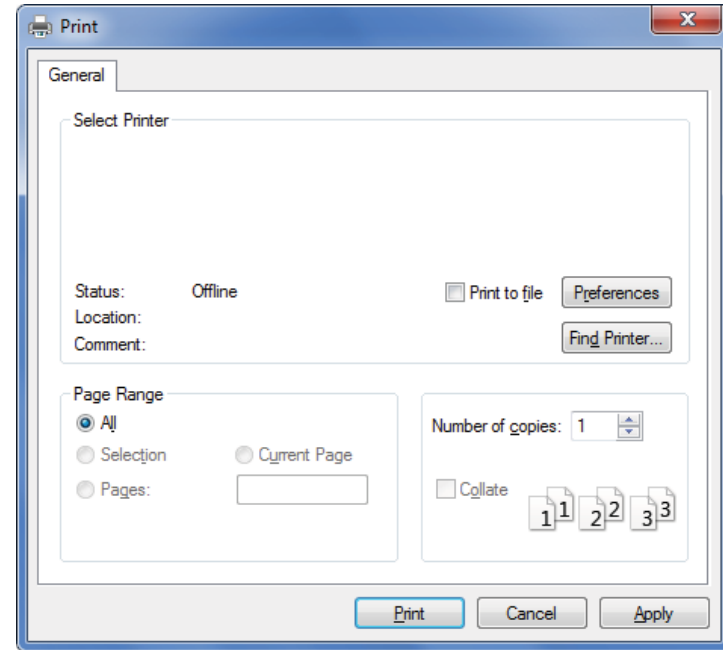 Print
General
Select Printer
Status: Offline
Print to file
Preferences
Location:
Comment:
Find Printer...
Page Range
All
Selection
Current Page
Pages:
Number of copies: 1
Collate
1 1 2 2 3 3
Print Cancel Apply